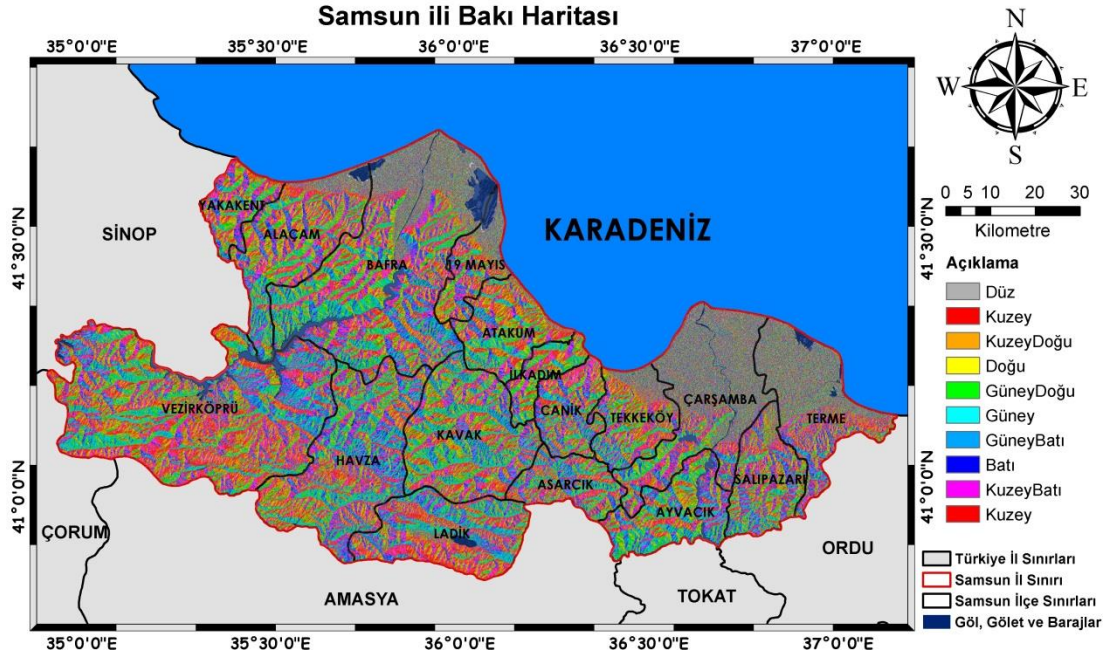 Samsun ili Bakı Haritası
35°0'0"E 35°5.0"E 36°0'0"E 36°5.0"E 37°0'0"E
N
W E
S
0 5 10 20 30
Kilometre
41°30'0"N
41°30'0"N
SİNOP
KARADENİZ
YAKAKENT
ALAÇAM
BAFRA
19 MAYIS
ATAKUM
İLKADIM
CANİK
TEKKEKÖY
ÇARŞAMBA
TERME
VEZİRKÖPRÜ
HAVZA
KAVAK
ASARCIK
SALIPAZARI
AYVACIK
LADİK
41°0'0"N
41°0'0"N
ÇORUM
AMASYA
TOKAT
ORDU
35°0'0"E 35°5.0"E 36°0'0"E 36°5.0"E 37°0'0"E
Açıklama
Düz
Kuzey
KuzeyDoğu
Doğu
GüneyDoğu
Güney
GüneyBatı
Batı
KuzeyBatı
Kuzey
Türkiye İl Sınırları
Samsun İl Sınırı
Samsun İlçe Sınırları
Göl, Gölet ve Barajlar